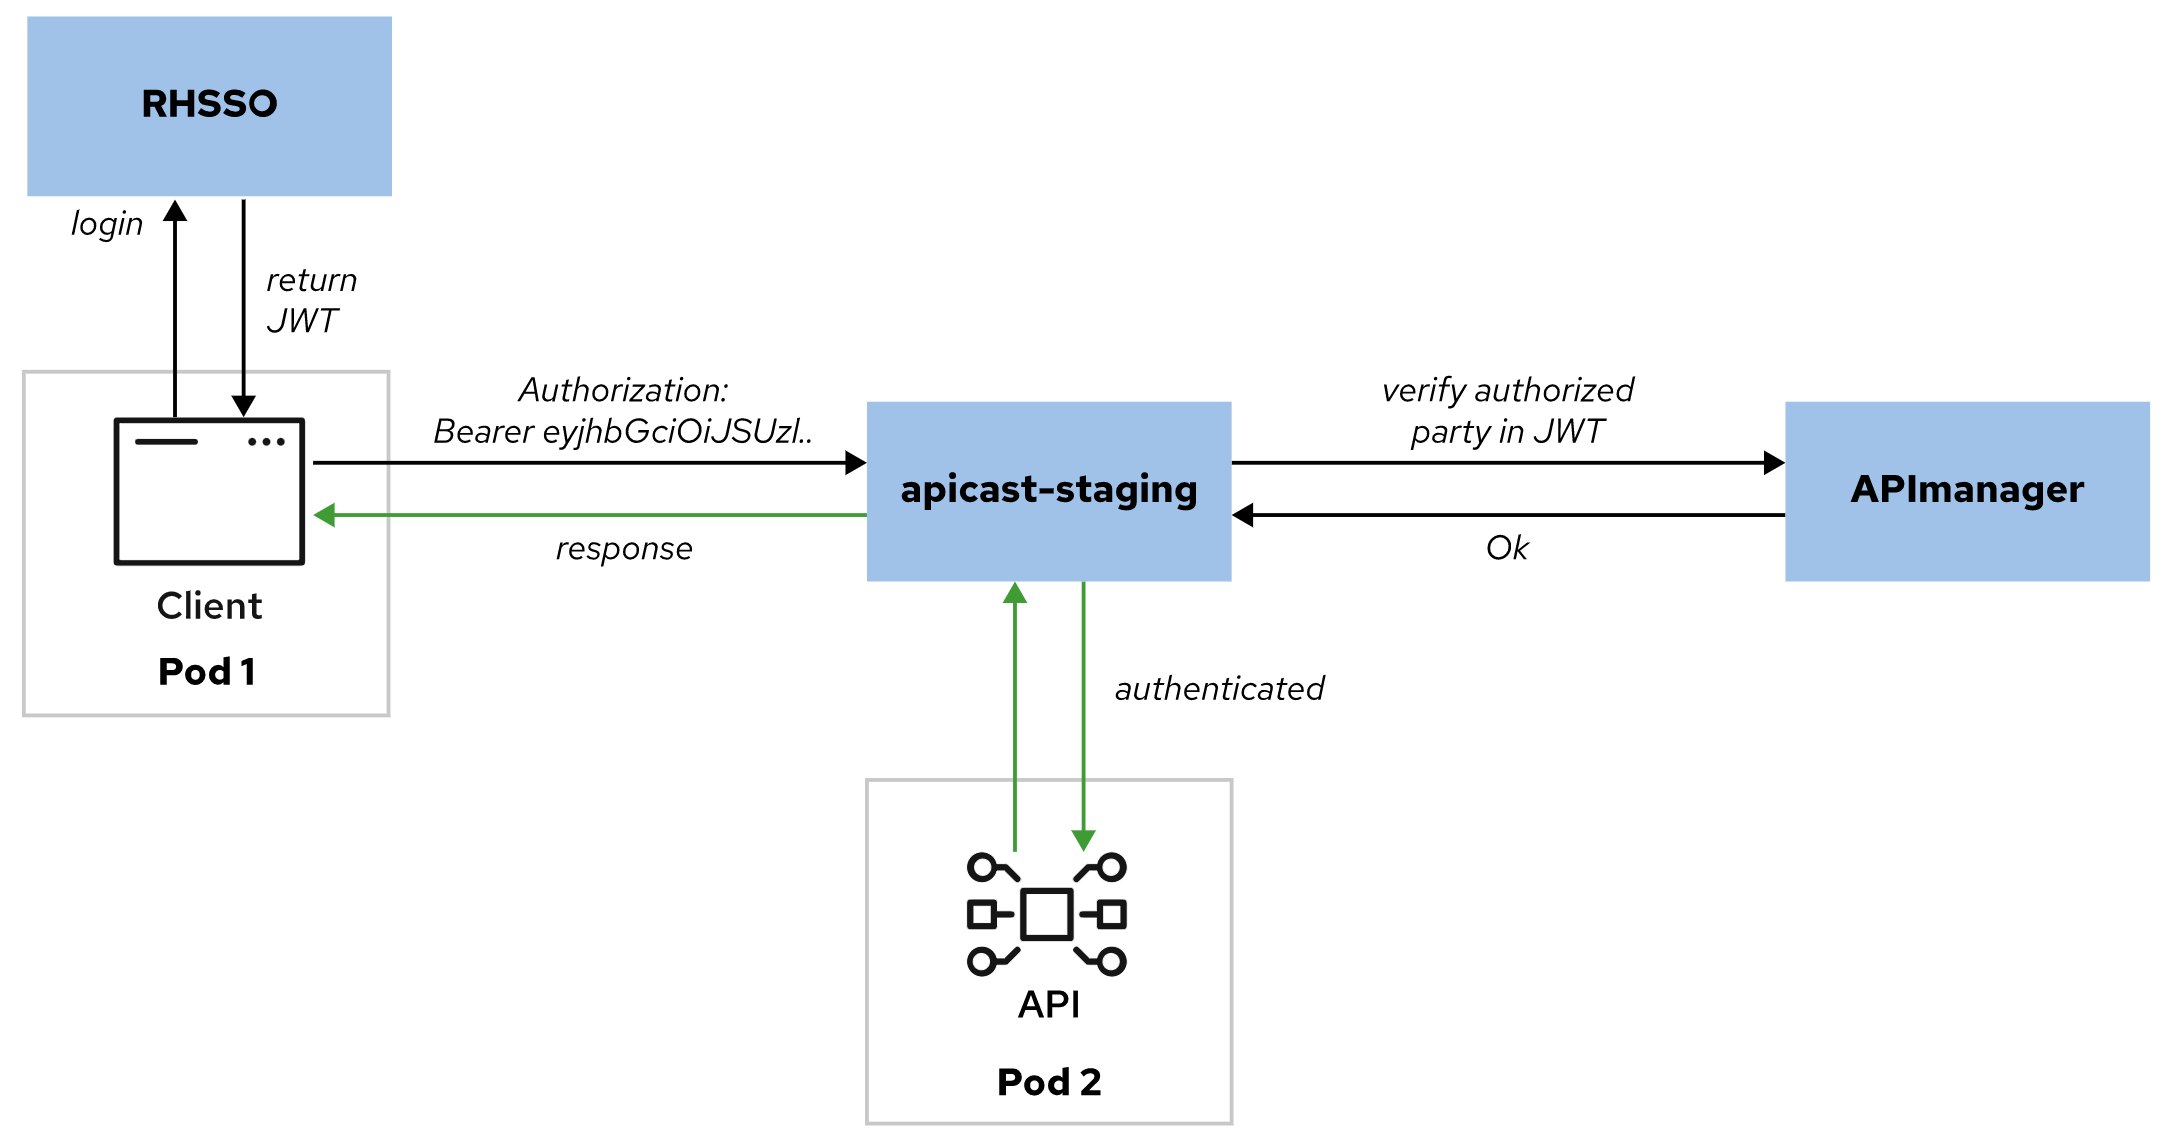 RHSSO
login
return
JWT
Authorization:
Bearer eyjhbGciOiJSUzI..
verify authorized
party in JWT
apicast-staging
APImanager
response
Ok
Client
Pod 1
authenticated
API
Pod 2